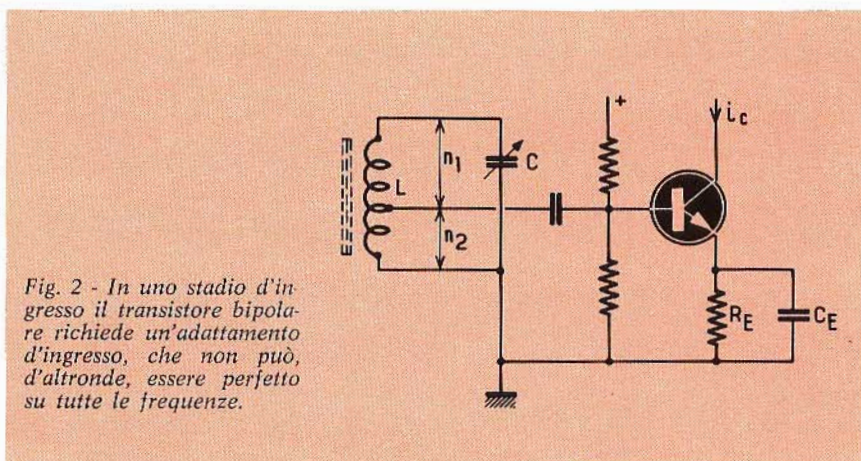 +
i c
n1
C
L
n2
Fig. 2 - In uno stadio d'in-
gresso il transistore bipola-
re richiede un'adattamento
d'ingresso, che non può,
d'altronde, essere perfetto
su tutte le frequenze.
RE
CE